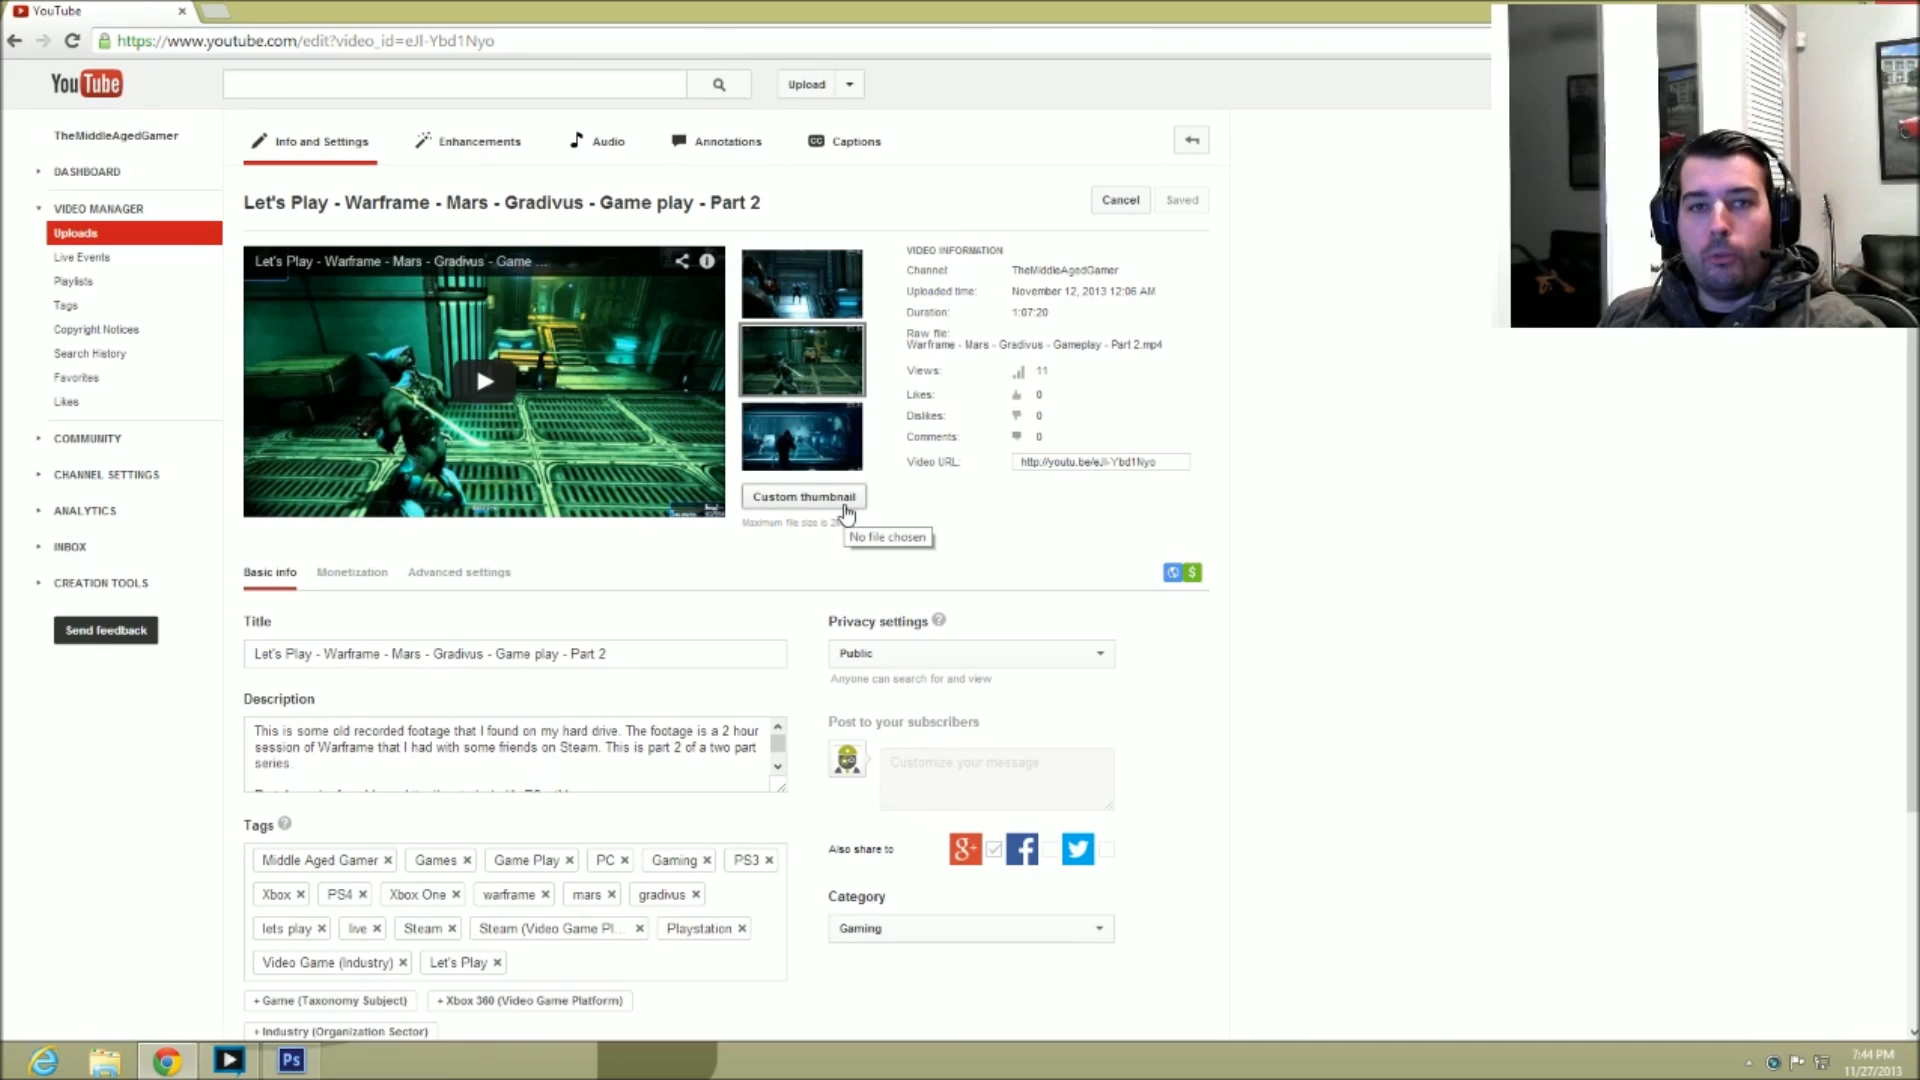 YouTube
https://www.youtube.com/edit?video_id=eJl-Ybd1Nyo
YouTube
Upload
TheMiddleAgedGamer
DASHBOARD
VIDEO MANAGER
Uploads
Live Events
Playlists
Tags
Copyright Notices
Search History
Favorites
Likes
COMMUNITY
CHANNEL SETTINGS
ANALYTICS
INBOX
CREATION TOOLS
Send feedback
Info and Settings
Enhancements
Audio
Annotations
CC Captions
Let's Play - Warframe - Mars - Gradivus - Game play - Part 2
Cancel
Saved
Let's Play - Warframe - Mars - Gradivus - Game ...
Custom thumbnail
Maximum file size is
No file chosen
VIDEO INFORMATION
Channel: TheMiddleAgedGamer
Uploaded time: November 12, 2013 12:06 AM
Duration: 1:07:20
Raw file:
Warframe - Mars - Gradivus - Gameplay - Part 2.mp4
Views: 11
Likes: 0
Dislikes: 0
Comments: 0
Video URL: http://youtu.be/eJl-Ybd1Nyo
Basic info
Monetization
Advanced settings
$
Title
Let's Play - Warframe - Mars - Gradivus - Game play - Part 2
Description
This is some old recorded footage that I found on my hard drive. The footage is a 2 hour
session of Warframe that I had with some friends on Steam. This is part 2 of a two part
series.
Tags ?
Middle Aged Gamer × Games × Game Play × PC × Gaming × PS3 ×
Xbox × PS4 × Xbox One × warframe × mars × gradivus ×
lets play × live × Steam × Steam (Video Game Pl... × Playstation ×
Video Game (Industry) × Let's Play ×
+ Game (Taxonomy Subject) + Xbox 360 (Video Game Platform)
+ Industry (Organization Sector)
Privacy settings ?
Public
Anyone can search for and view
Post to your subscribers
Customize your message
Also share to
g+ f
Category
Gaming
Ps
7:44 PM
11/27/2013